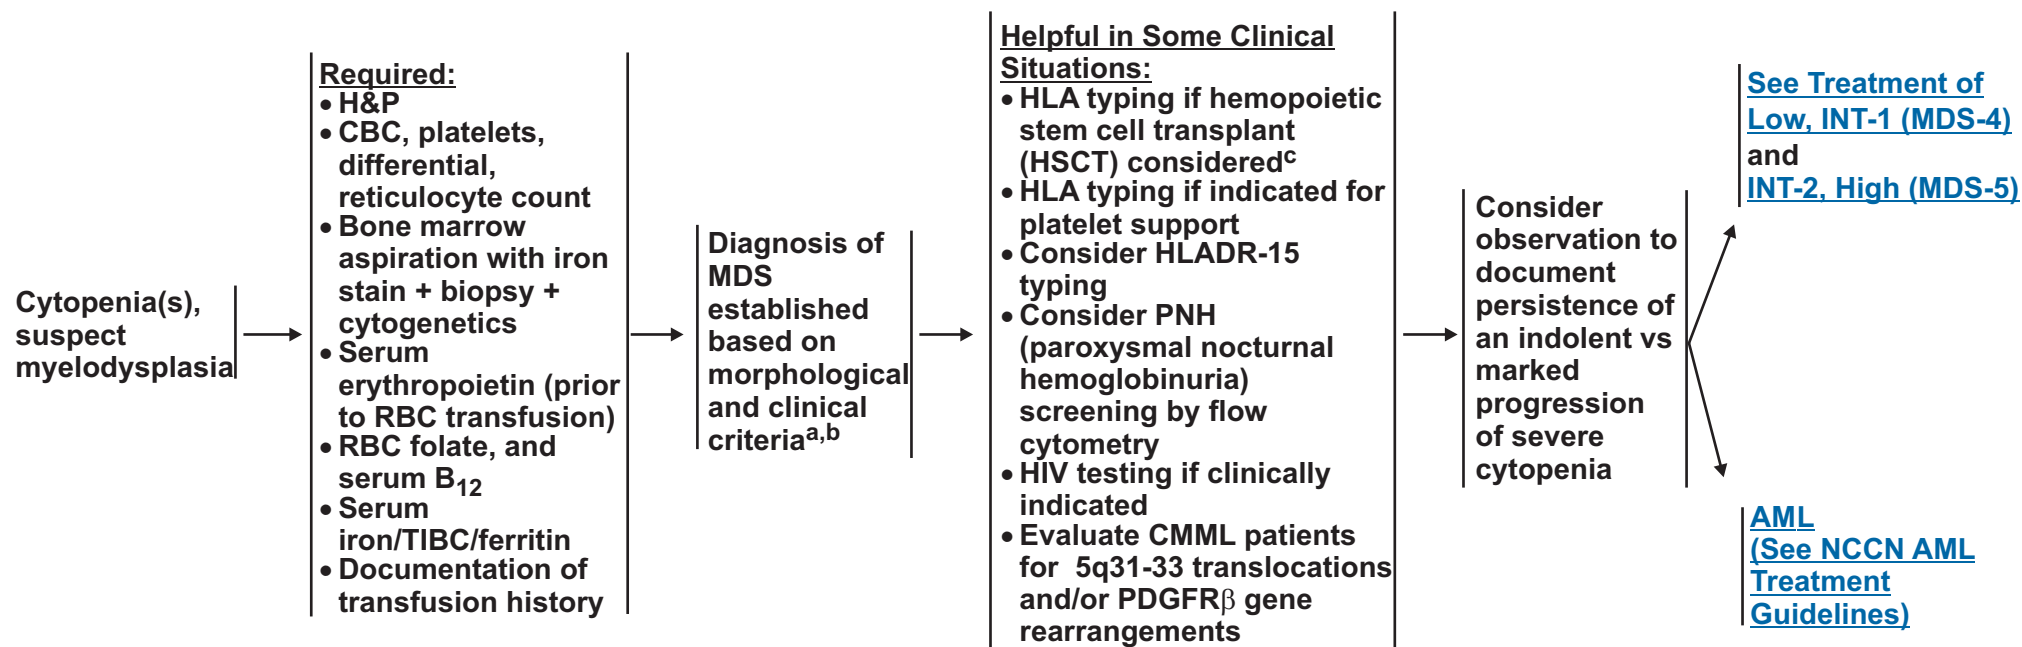 Cytopenia(s),
suspect
myelodysplasia
Required:
• H&P
• CBC, platelets,
differential,
reticulocyte count
• Bone marrow
aspiration with iron
stain + biopsy +
cytogenetics
• Serum
erythropoietin (prior
to RBC transfusion)
• RBC folate, and
serum B12
• Serum
iron/TIBC/ferritin
• Documentation of
transfusion history
Diagnosis of
MDS
established
based on
morphological
and clinical
criteriaa,b
Helpful in Some Clinical
Situations:
• HLA typing if hemopoietic
stem cell transplant
(HSCT) consideredc
• HLA typing if indicated for
platelet support
• Consider HLADR-15
typing
• Consider PNH
(paroxysmal nocturnal
hemoglobinuria)
screening by flow
cytometry
• HIV testing if clinically
indicated
• Evaluate CMML patients
for 5q31-33 translocations
and/or PDGFRβ gene
rearrangements
Consider
observation to
document
persistence of
an indolent vs
marked
progression
of severe
cytopenia
See Treatment of
Low, INT-1 (MDS-4)
and
INT-2, High (MDS-5)
AML
(See NCCN AML
Treatment
Guidelines)